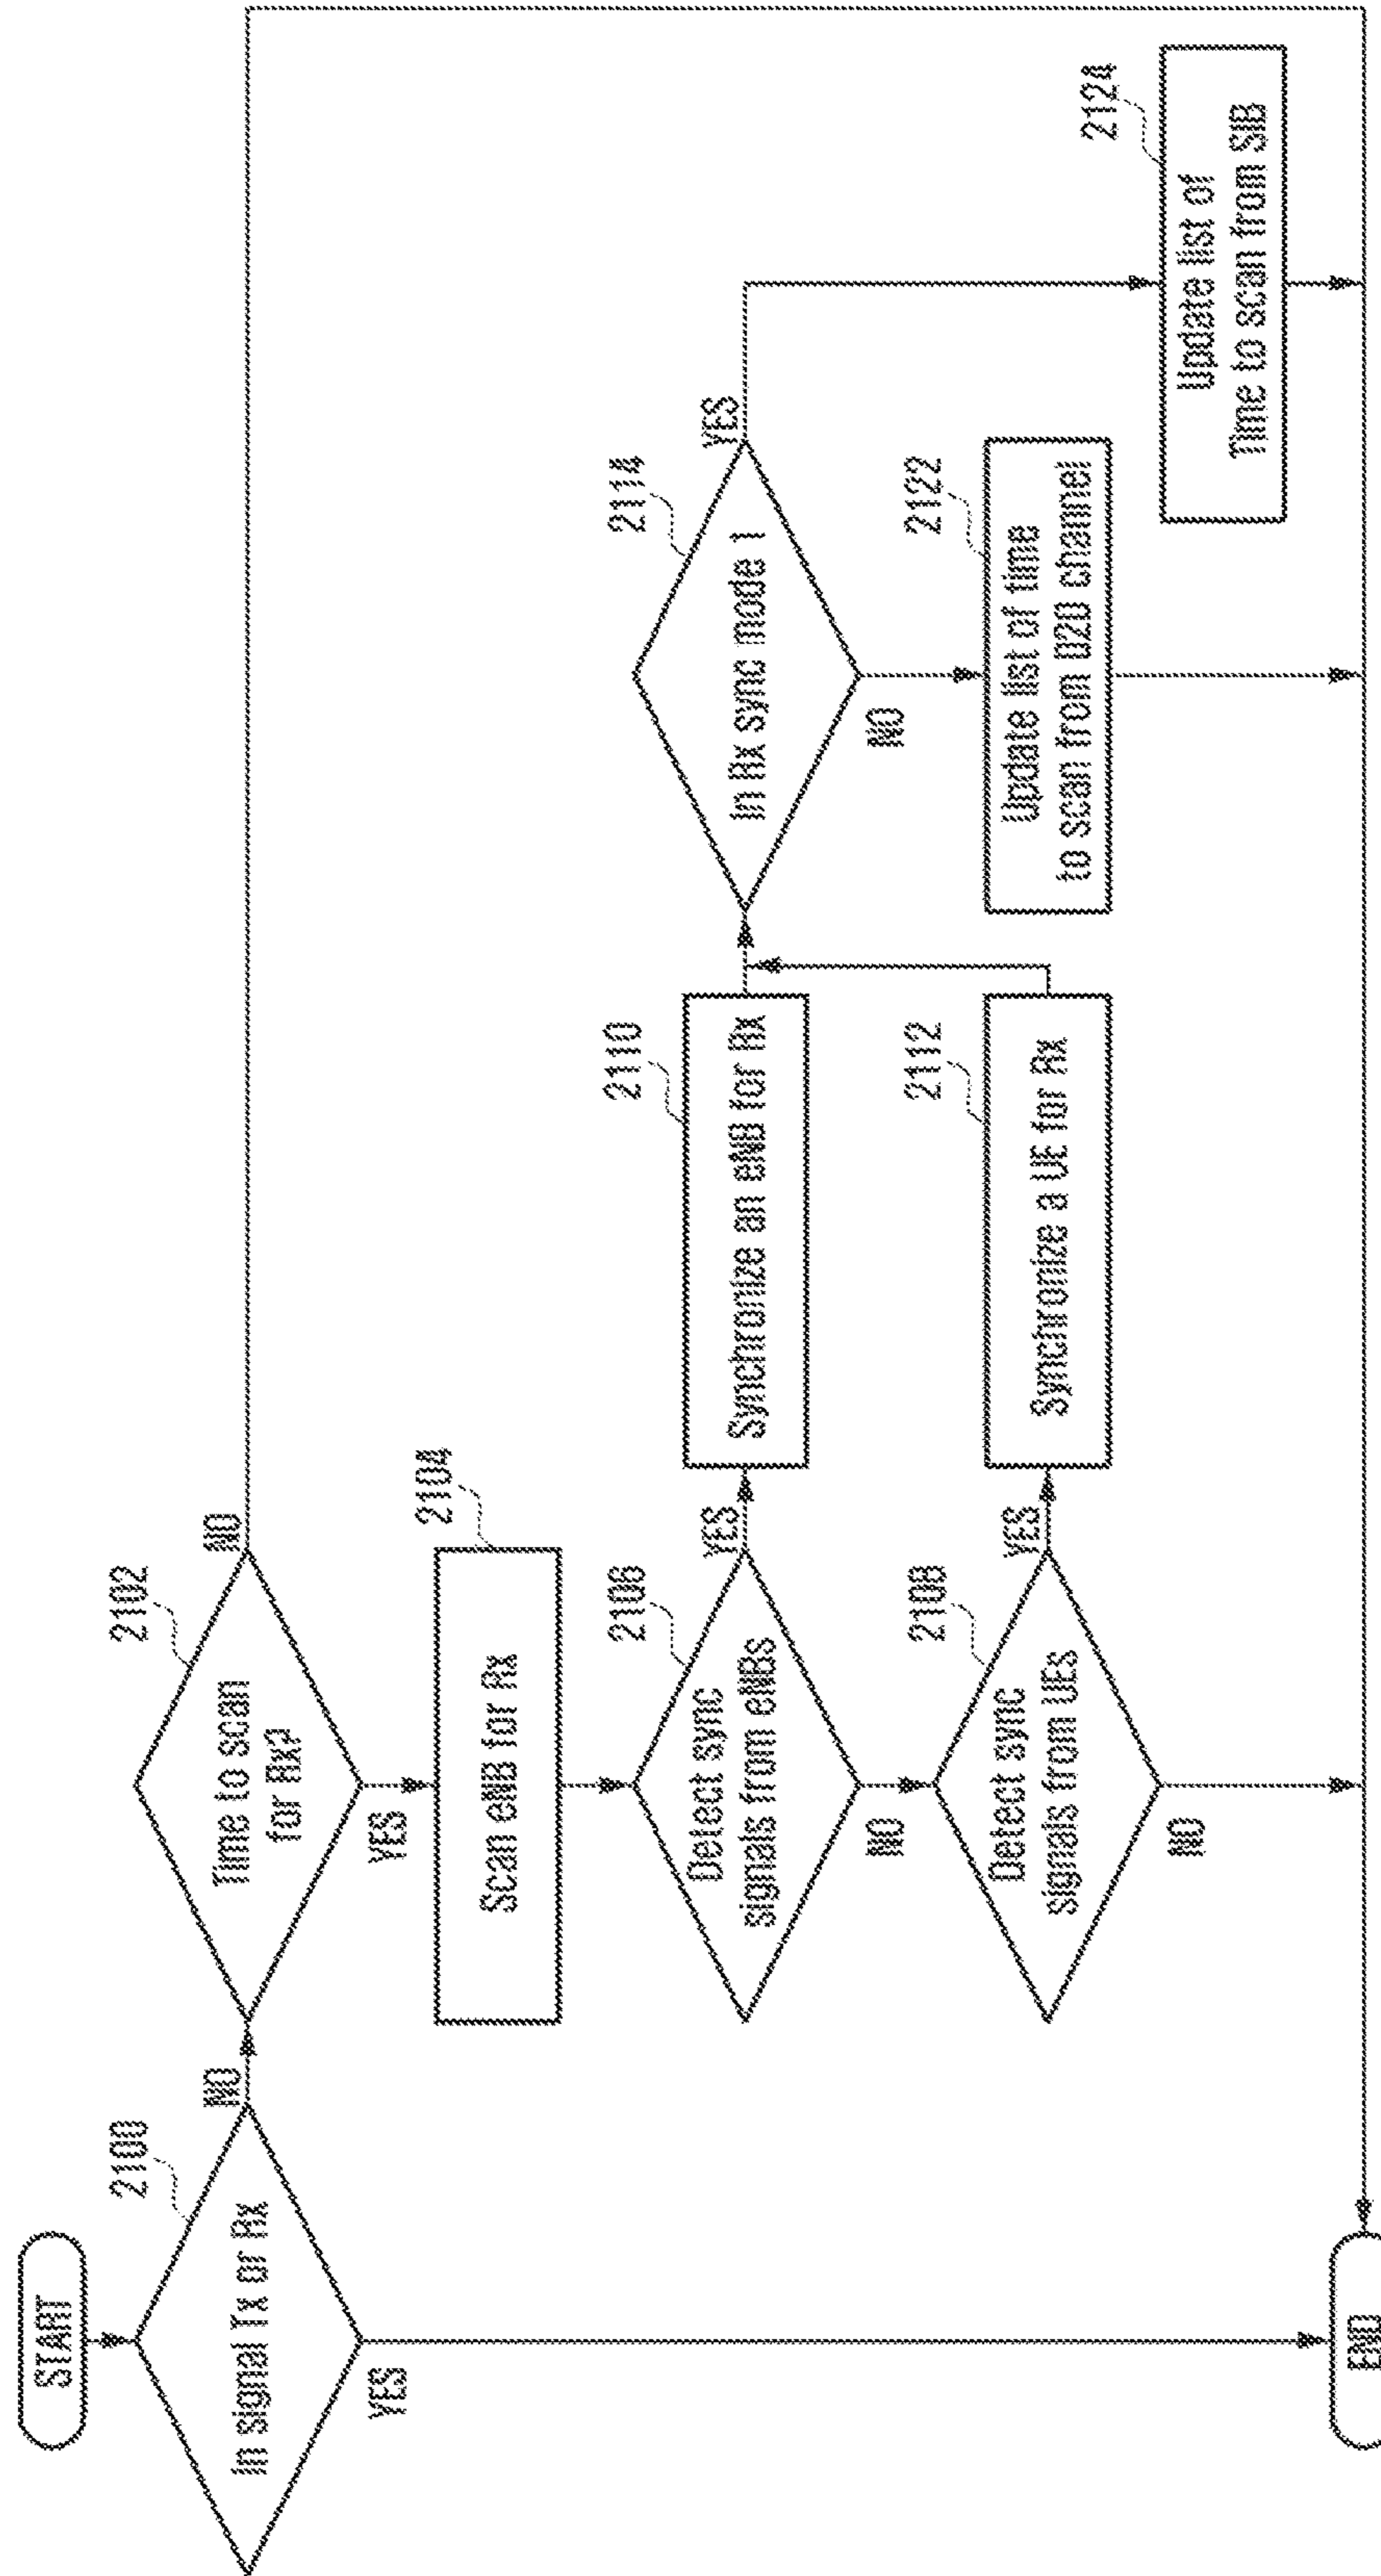 START
2100
In signal Tx or Rx
YES
NO
2102
Time to scan
for Rx?
NO
YES
2104
Scan eNB for Rx
2106
Detect sync
signals from eNBs
YES
NO
2110
Synchronize an eNB for Rx
2108
Detect sync
signals from UEs
YES
NO
2112
Synchronize a UE for Rx
2114
In Rx sync mode 1
YES
NO
2122
Update list of time
to scan from D2D channel
2124
Update list of
Time to scan from SIB
END